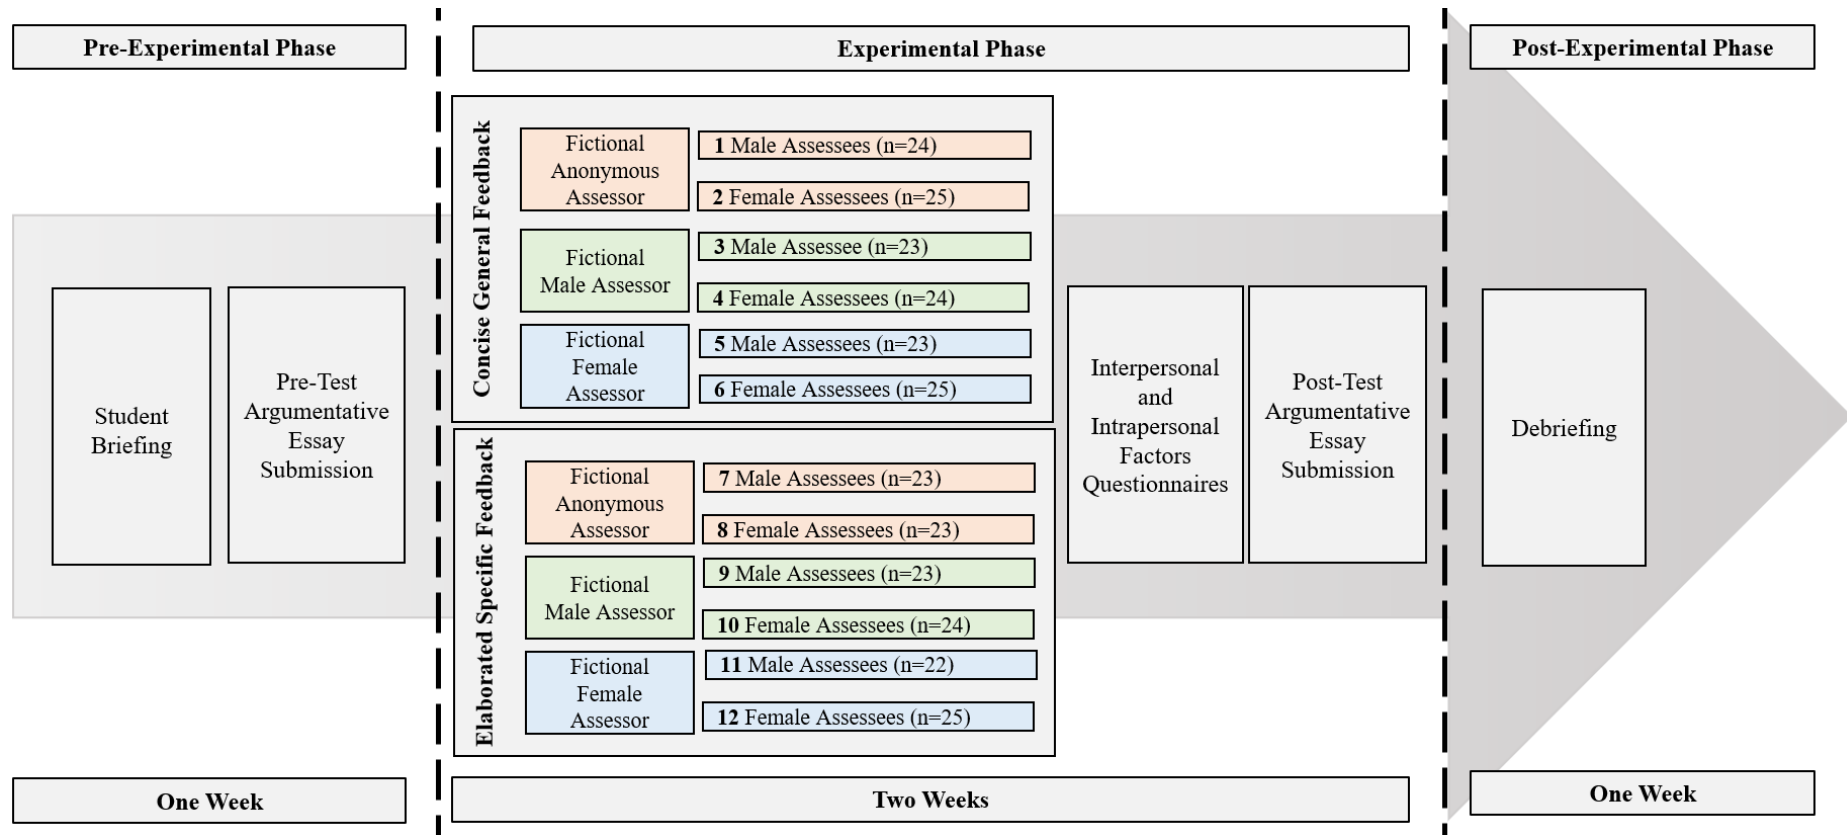 Pre-Experimental Phase
Experimental Phase
Post-Experimental Phase
Student
Briefing
Pre-Test
Argumentative
Essay
Submission
Concise General Feedback
Fictional
Anonymous
Assessor
1 Male Assessees (n=24)
2 Female Assessees (n=25)
Fictional
Male Assessor
3 Male Assessee (n=23)
4 Female Assessees (n=24)
Fictional
Female
Assessor
5 Male Assessees (n=23)
6 Female Assessees (n=25)
Elaborated Specific Feedback
Fictional
Anonymous
Assessor
7 Male Assessees (n=23)
8 Female Assessees (n=23)
Fictional
Male Assessor
9 Male Assessees (n=23)
10 Female Assessees (n=24)
Fictional
Female
Assessor
11 Male Assessees (n=22)
12 Female Assessees (n=25)
Interpersonal
and
Intrapersonal
Factors
Questionnaires
Post-Test
Argumentative
Essay
Submission
Debriefing
One Week
Two Weeks
One Week